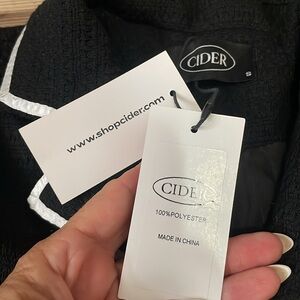 CIDER
S
www.shopcider.com
CIDER
100%POLYESTER
MADE IN CHINA